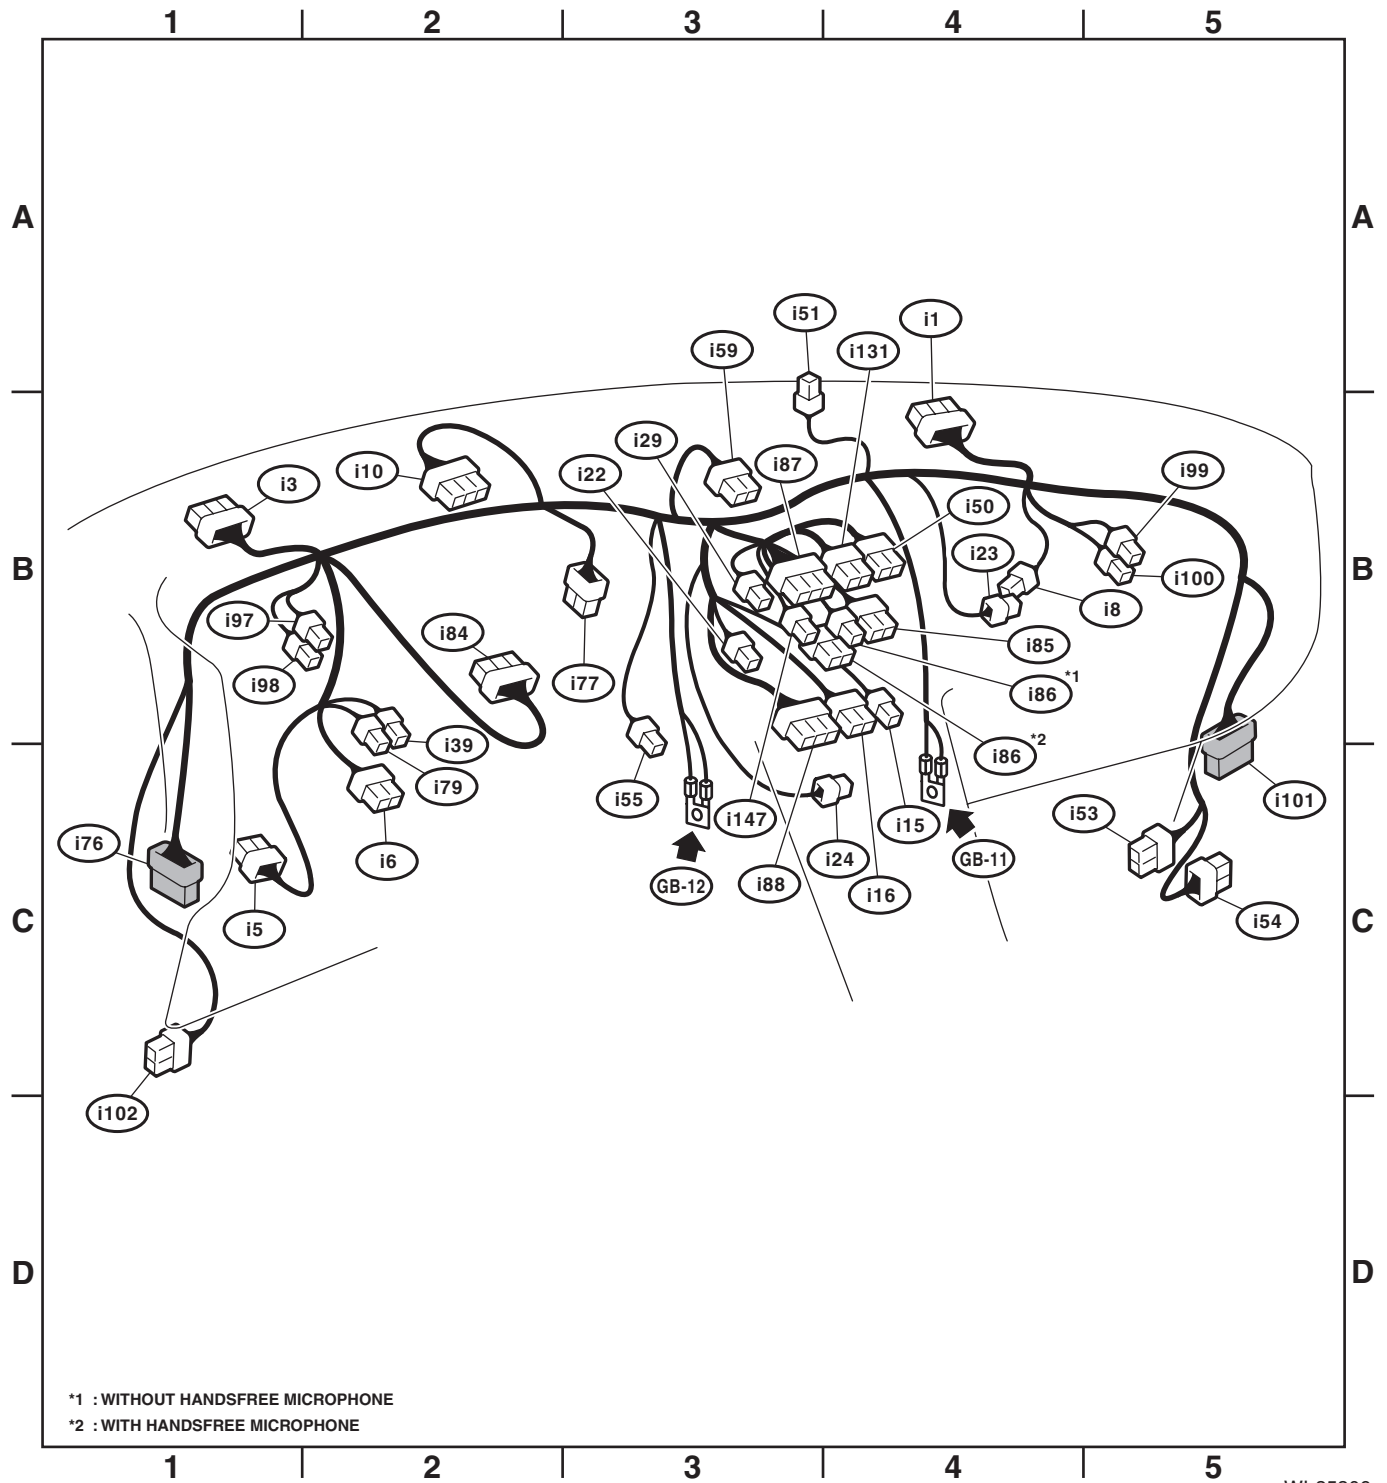 1 2 3 4 5
A A
i51
i1
i59
i131
i29
i87
i10
i22
i99
i3
i50
i23
B B
i100
i8
i97
i84
i85
i98
i77
i86 *1
i39
i86 *2
i79
i55
i101
i53
i147
i15
i76
i24
GB-11
i6
GB-12
i88
i16
i5
i54
C C
i102
D D
*1 : WITHOUT HANDSFREE MICROPHONE
*2 : WITH HANDSFREE MICROPHONE
1 2 3 4 5